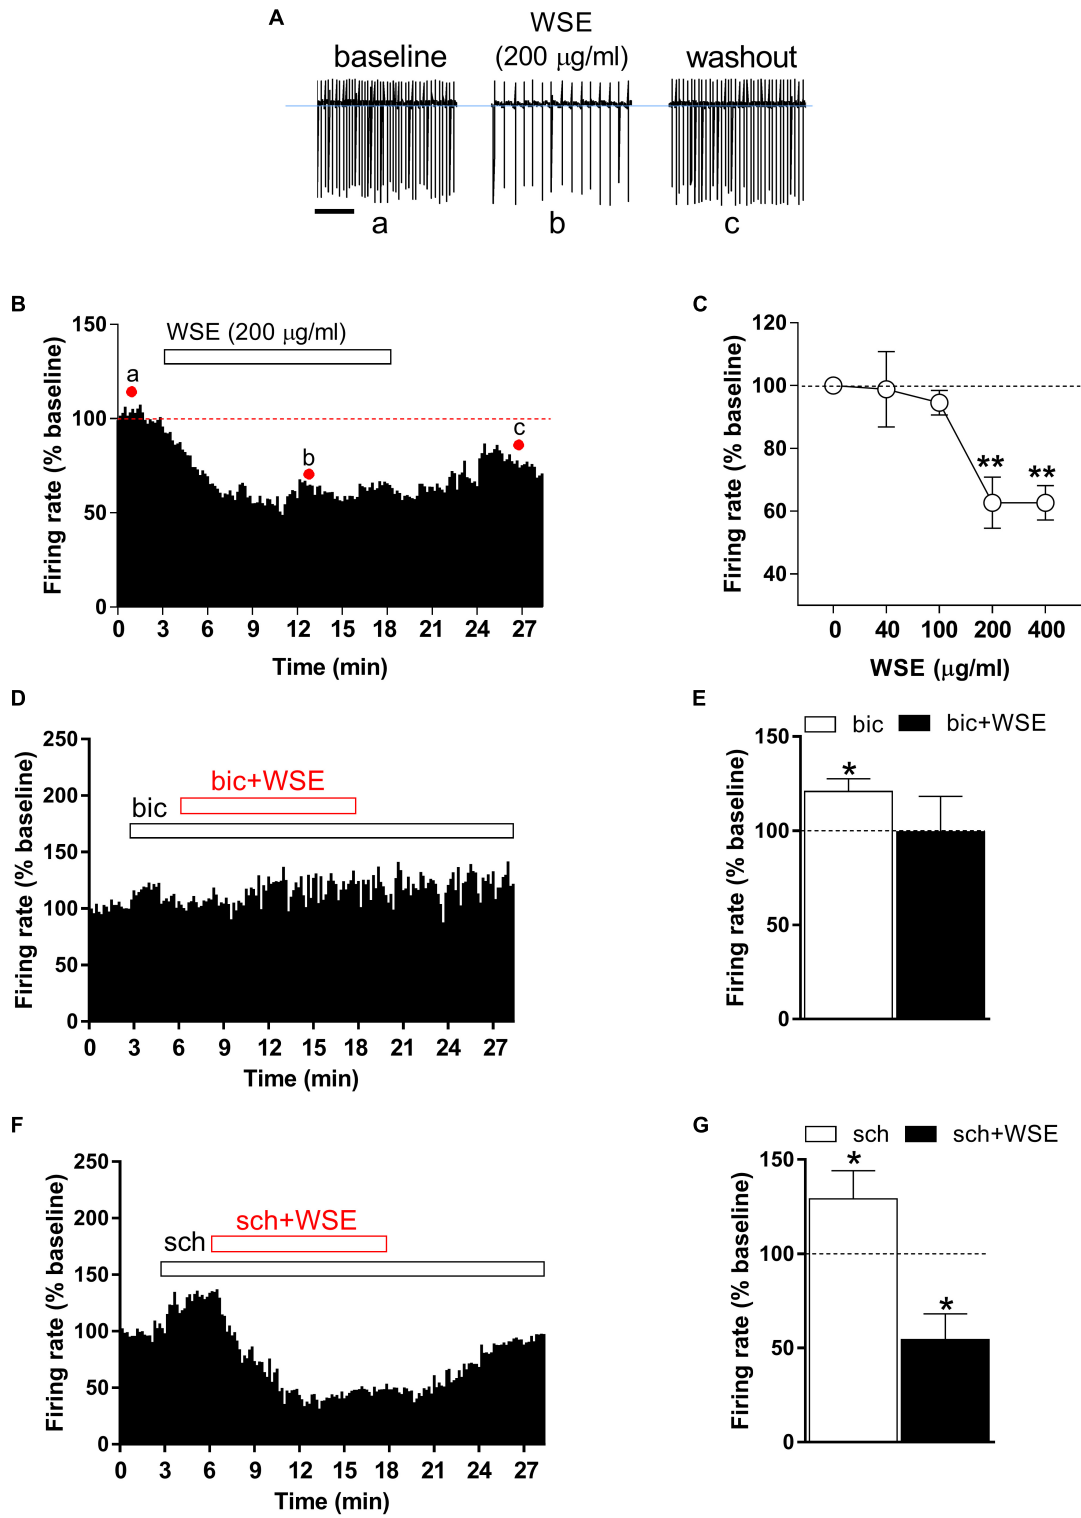 A
baseline
WSE
(200 μg/ml)
washout
a
b
c
B
Firing rate (% baseline)
150
100
50
0
WSE (200 μg/ml)
a
b
c
0 3 6 9 12 15 18 21 24 27
Time (min)
C
Firing rate (% baseline)
120
100
80
60
40
**
**
0 40 100 200 400
WSE (μg/ml)
D
Firing rate (% baseline)
250
200
150
100
50
0
bic+WSE
bic
0 3 6 9 12 15 18 21 24 27
Time (min)
E
bic bic+WSE
Firing rate (% baseline)
150
100
50
0
*
F
Firing rate (% baseline)
250
200
150
100
50
0
sch+WSE
sch
0 3 6 9 12 15 18 21 24 27
Time (min)
G
sch sch+WSE
Firing rate (% baseline)
150
100
50
0
*
*